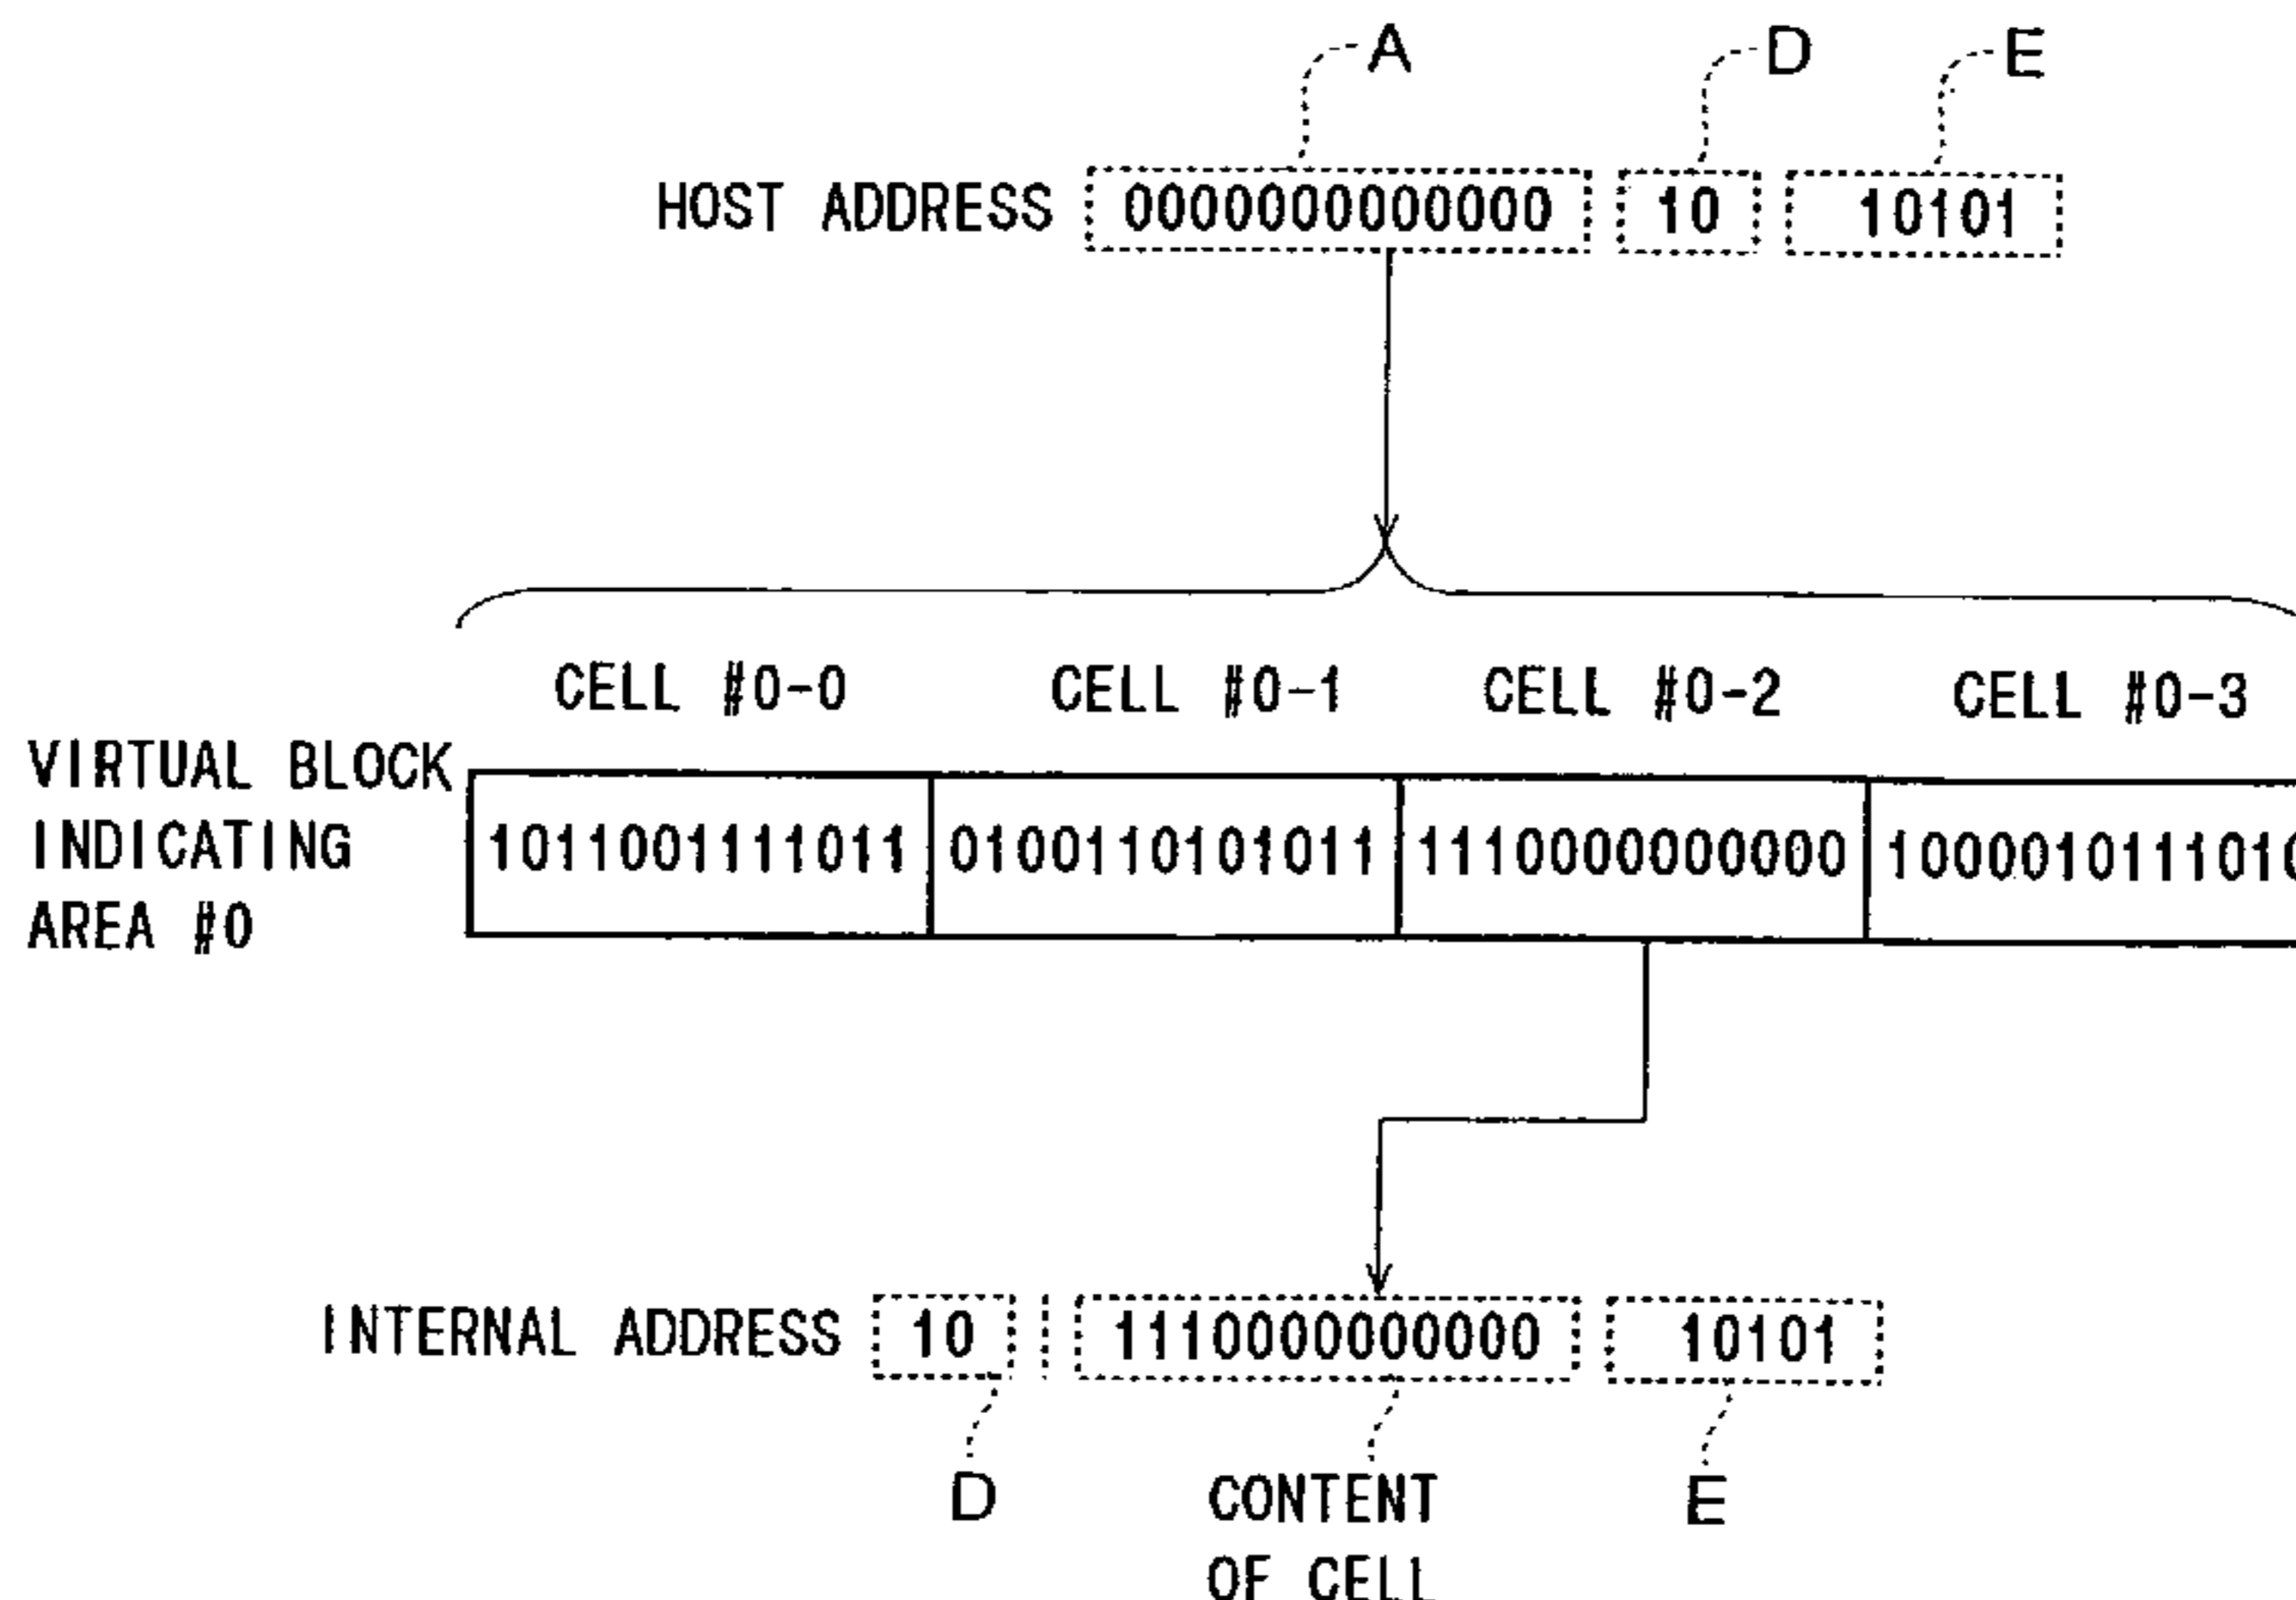 A D E
HOST ADDRESS 0000000000000 10 10101
CELL #0-0 CELL #0-1 CELL #0-2 CELL #0-3
VIRTUAL BLOCK
INDICATING
AREA #0
1011001111011 0100110101011 1110000000000 1000010111010
INTERNAL ADDRESS 10 1110000000000 10101
D CONTENT E
OF CELL